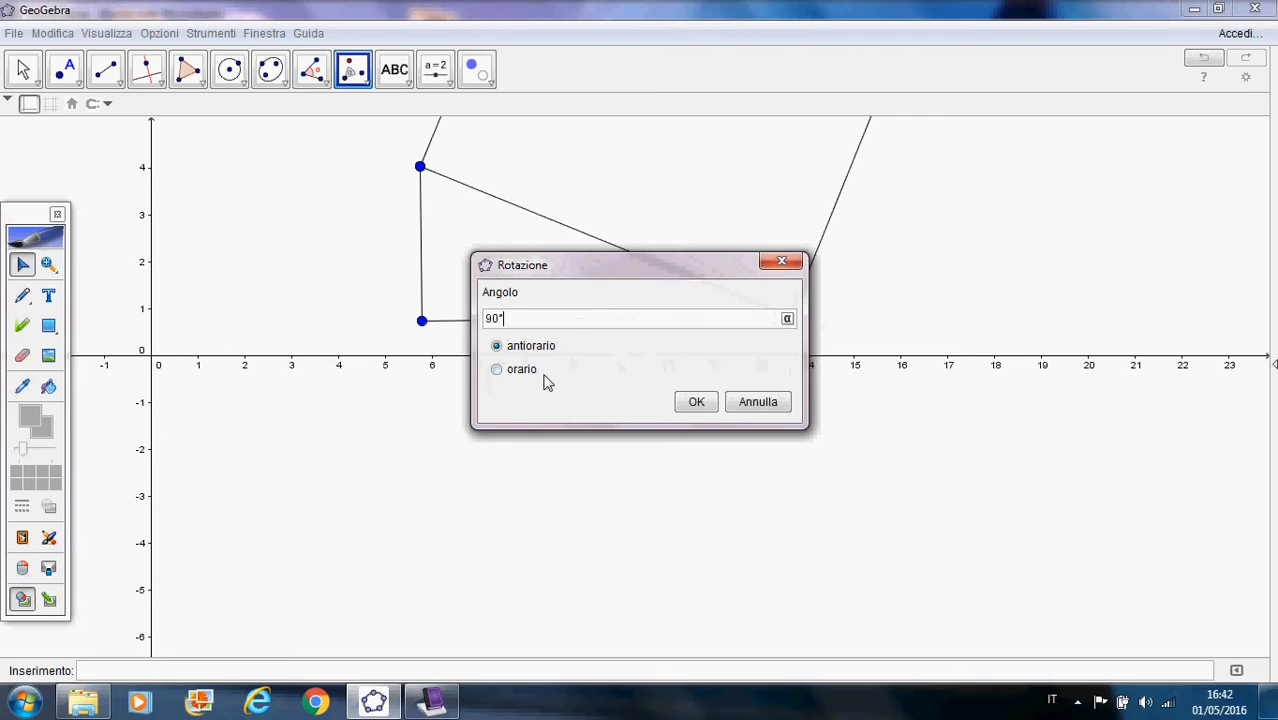 GeoGebra
File Modifica Visualizza Opzioni Strumenti Finestra Guida Accedi...
A ABC a=2 ?
4
3
2
1
0
-1 0 1 2 3 4 5 6 14 15 16 17 18 19 20 21 22 23
-1
-2
-3
-4
-5
-6
T
Rotazione
Angolo
90° α
antiorario
orario
OK Annulla
Inserimento:
IT 16:42
01/05/2016